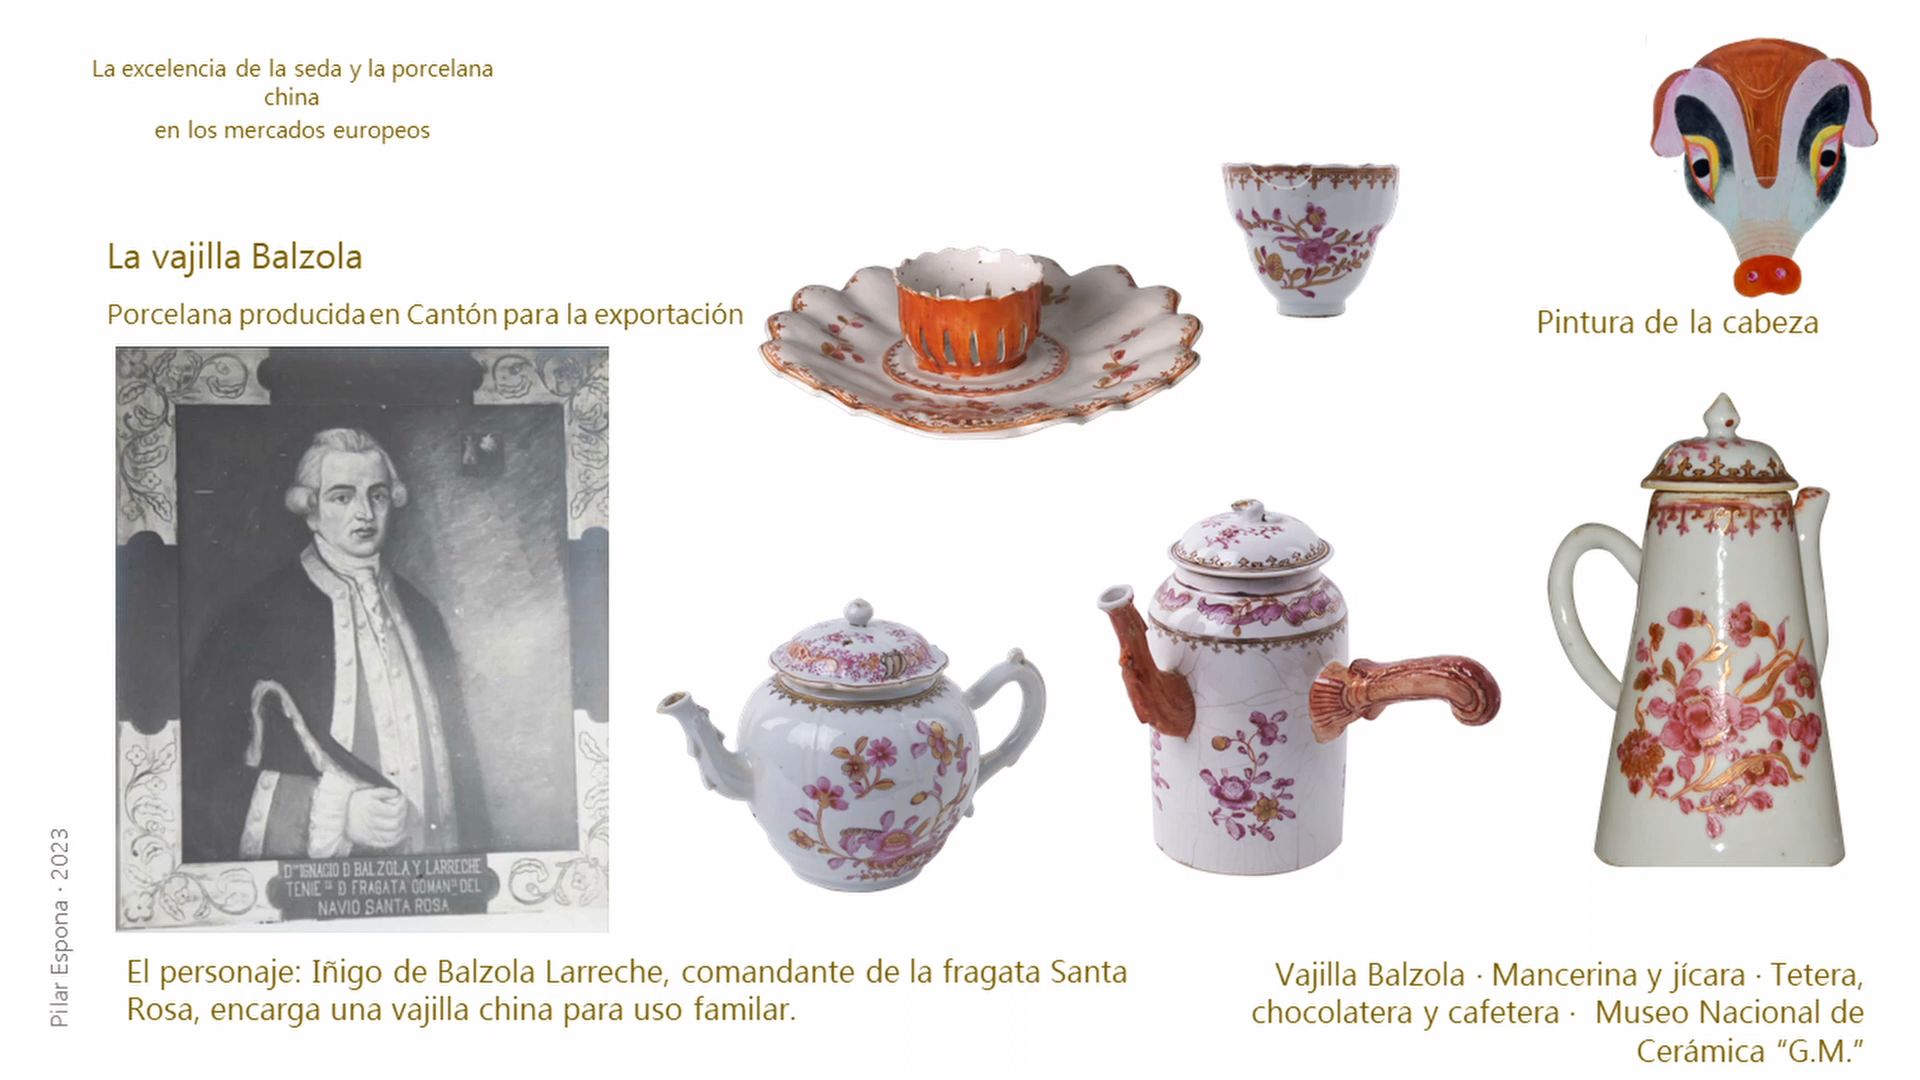 La excelencia de la seda y la porcelana
china
en los mercados europeos
La vajilla Balzola
Porcelana producida en Cantón para la exportación
Pintura de la cabeza
Dⁿ IGNACIO D BALZOLA Y LARRECHE
TENIE ᵀᴱ D FRAGATA COMANᵀᴱ DEL
NAVIO SANTA ROSA
Pilar Espona · 2023
El personaje: Iñigo de Balzola Larreche, comandante de la fragata Santa
Rosa, encarga una vajilla china para uso familar.
Vajilla Balzola · Mancerina y jícara · Tetera,
chocolatera y cafetera · Museo Nacional de
Cerámica “G.M.”